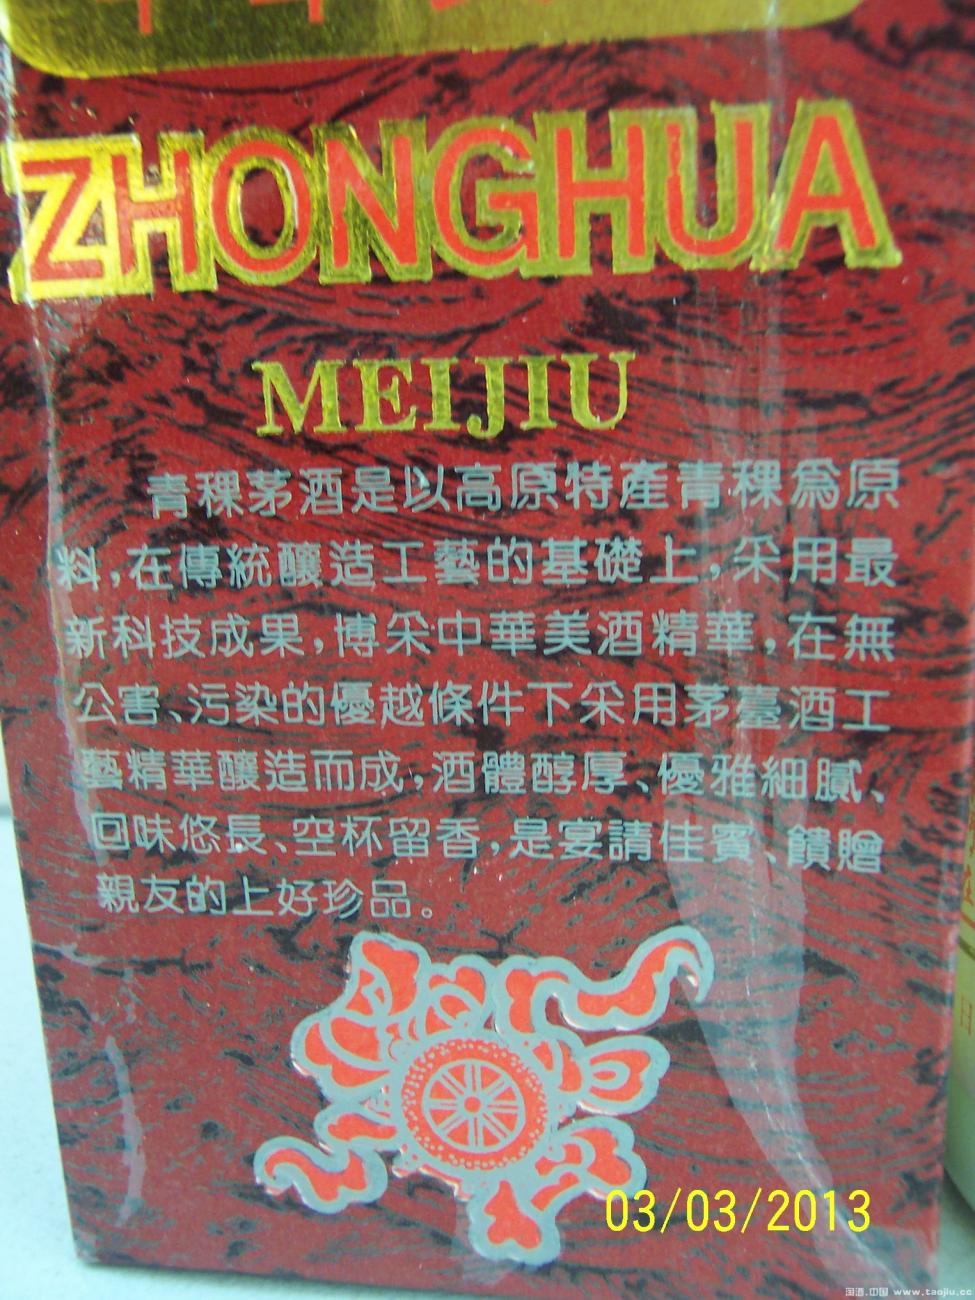 ZHONGHUA
MEIJIU
青稞茅酒是以高原特產青稞爲原
料，在傳統釀造工藝的基礎上，采用最
新科技成果，博采中華美酒精華，在無
公害、污染的優越條件下采用茅臺酒工
藝精華釀造而成，酒體醇厚、優雅細膩、
回味悠長、空杯留香，是宴請佳賓、饋贈
親友的上好珍品。
03/03/2013
国酒.中国 www.taojiu.cc